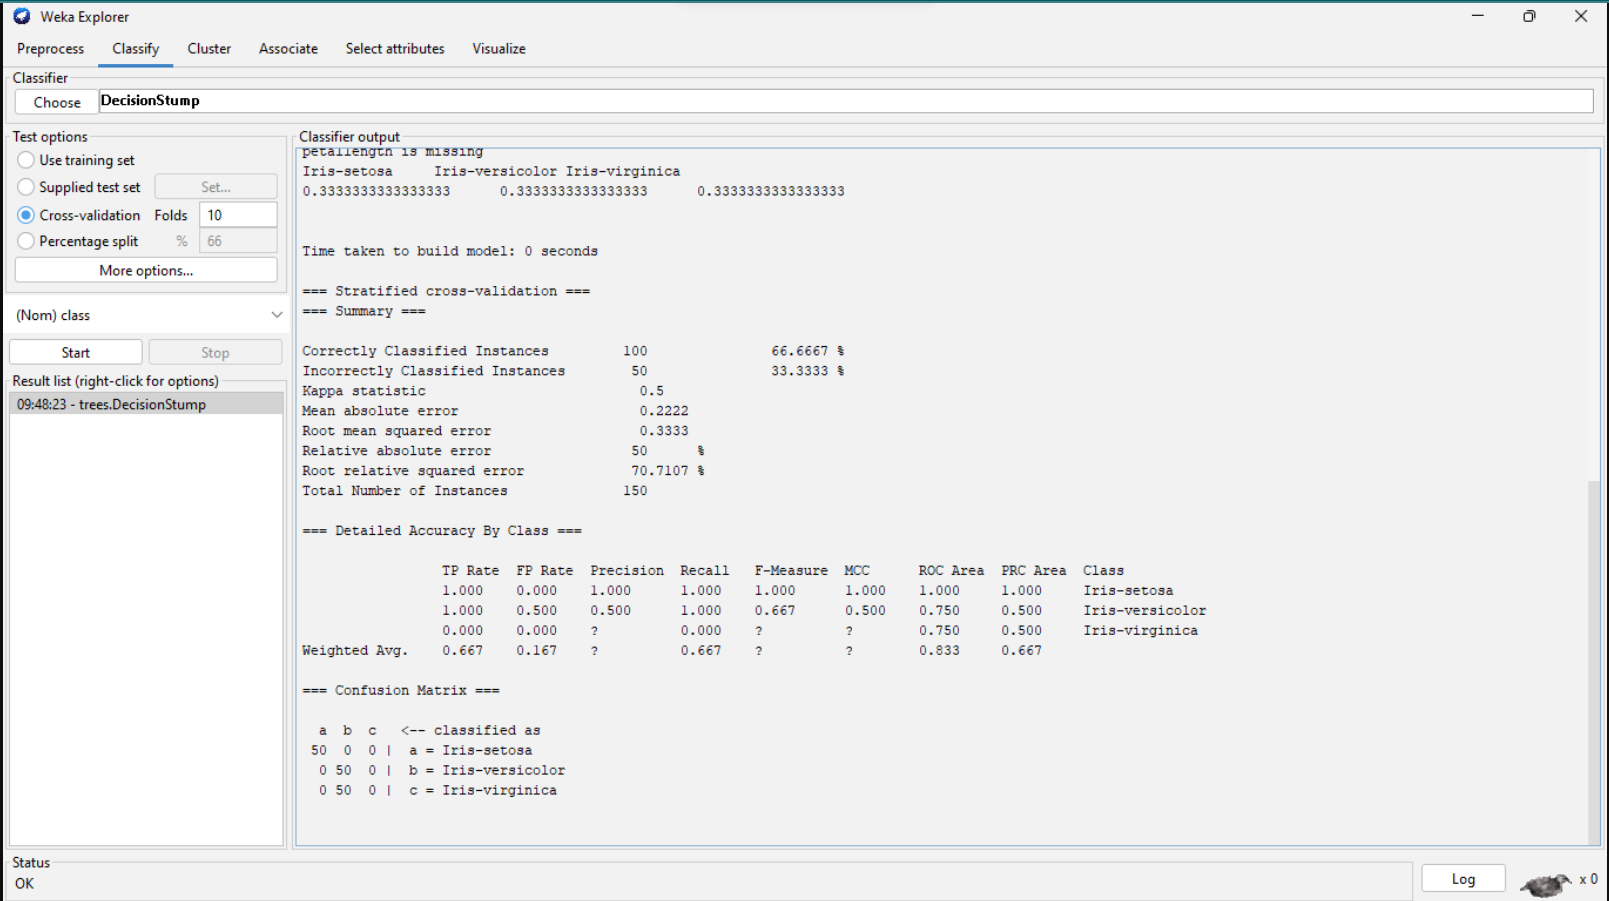 Weka Explorer
Preprocess Classify Cluster Associate Select attributes Visualize
Classifier
Choose DecisionStump
Test options
Use training set
Supplied test set Set...
Cross-validation Folds 10
Percentage split % 66
More options...
(Nom) class
Start Stop
Result list (right-click for options)
09:48:23 - trees.DecisionStump
Classifier output
petallength is missing
Iris-setosa Iris-versicolor Iris-virginica
0.3333333333333333 0.3333333333333333 0.3333333333333333
Time taken to build model: 0 seconds
=== Stratified cross-validation ===
=== Summary ===
Correctly Classified Instances 100 66.6667 %
Incorrectly Classified Instances 50 33.3333 %
Kappa statistic 0.5
Mean absolute error 0.2222
Root mean squared error 0.3333
Relative absolute error 50 %
Root relative squared error 70.7107 %
Total Number of Instances 150
=== Detailed Accuracy By Class ===
TP Rate FP Rate Precision Recall F-Measure MCC ROC Area PRC Area Class
1.000 0.000 1.000 1.000 1.000 1.000 1.000 1.000 Iris-setosa
1.000 0.500 0.500 1.000 0.667 0.500 0.750 0.500 Iris-versicolor
0.000 0.000 ? 0.000 ? ? 0.750 0.500 Iris-virginica
Weighted Avg. 0.667 0.167 ? 0.667 ? ? 0.833 0.667
=== Confusion Matrix ===
a b c <-- classified as
50 0 0 | a = Iris-setosa
0 50 0 | b = Iris-versicolor
0 50 0 | c = Iris-virginica
Status
OK
Log x 0